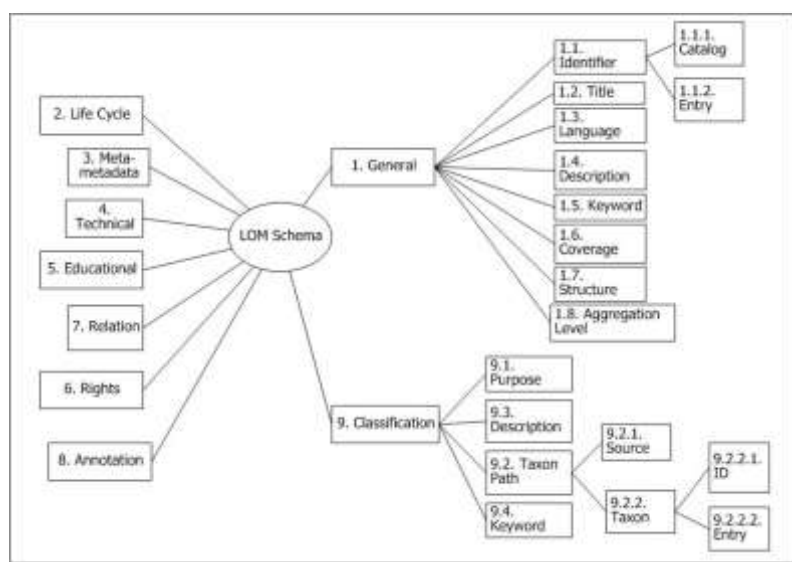 2. Life Cycle
3. Meta-
metadata
4.
Technical
5. Educational
7. Relation
6. Rights
8. Annotation
LOM Schema
1. General
1.1.
Identifier
1.1.1.
Catalog
1.1.2.
Entry
1.2. Title
1.3.
Language
1.4.
Description
1.5. Keyword
1.6.
Coverage
1.7.
Structure
1.8. Aggregation
Level
9. Classification
9.1.
Purpose
9.3.
Description
9.2. Taxon
Path
9.4.
Keyword
9.2.1.
Source
9.2.2.
Taxon
9.2.2.1.
ID
9.2.2.2.
Entry